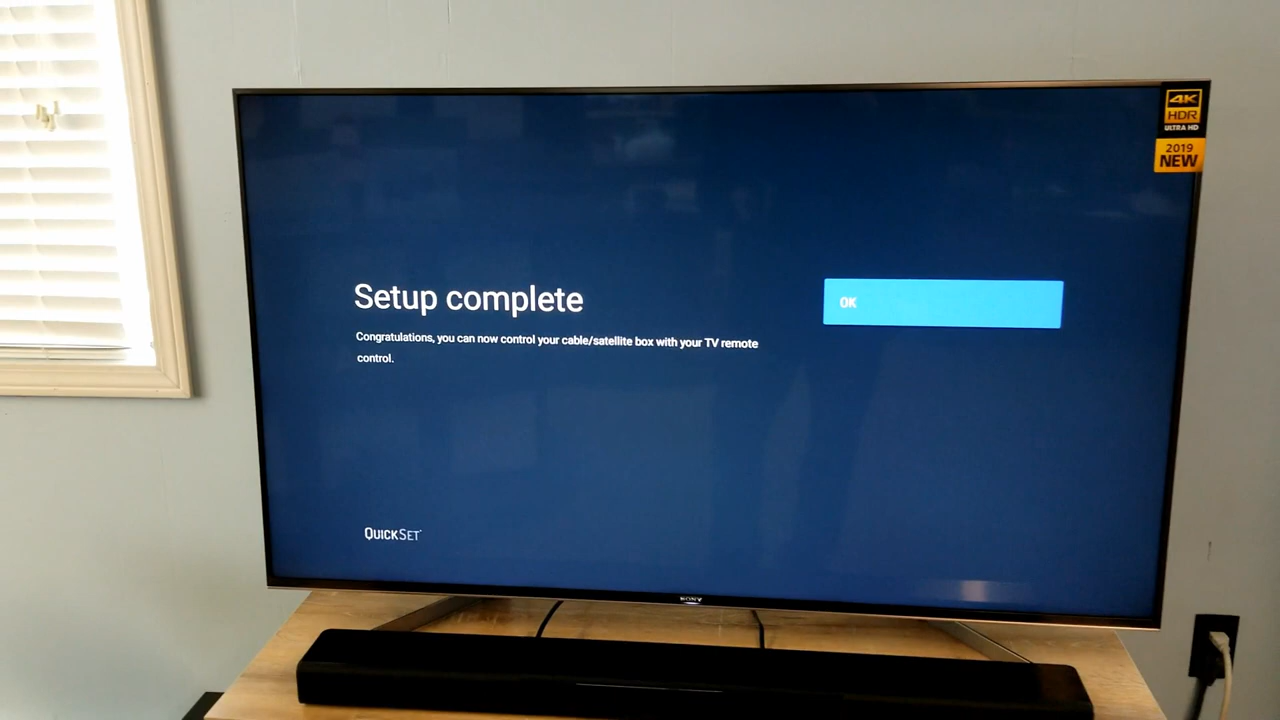 4K
HDR
ULTRA HD
2019
NEW
Setup complete
OK
Congratulations, you can now control your cable/satellite box with your TV remote
control.
QUICKSET
SONY